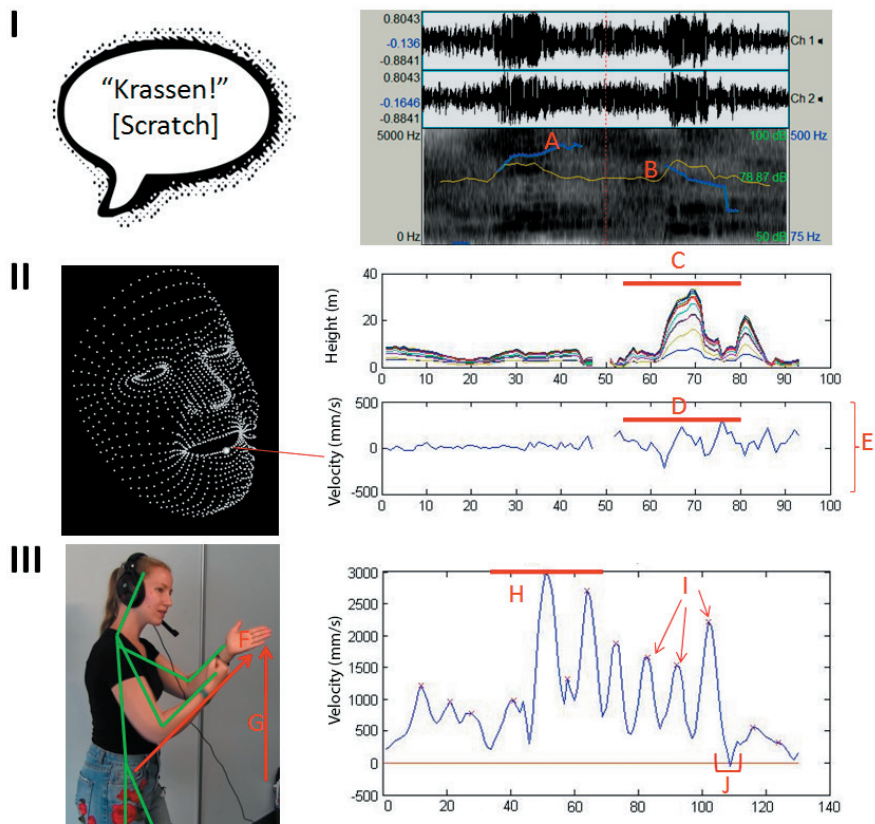 I
“Krassen!”
[Scratch]
0.8043
-0.136
-0.8841
0.8043
-0.1646
-0.8841
5000 Hz
0 Hz
Ch 1
Ch 2
100 dB 500 Hz
78.87 dB
50 dB 75 Hz
A
B
II
C
Height (m)
40
20
0
0 10 20 30 40 50 60 70 80 90 100
D
E
Velocity (mm/s)
500
0
-500
0 10 20 30 40 50 60 70 80 90 100
III
F
G
H
I
J
Velocity (mm/s)
3000
2500
2000
1500
1000
500
0
-500
0 20 40 60 80 100 120 140